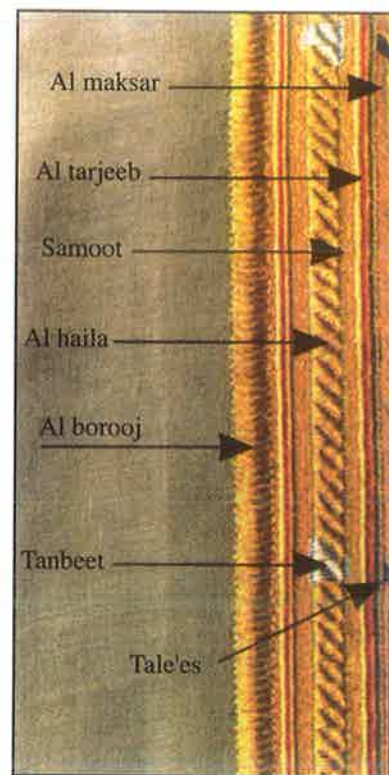 Al maksar
Al tarjeeb
Samoot
Al haila
Al borooj
Tanbeet
Tale'es